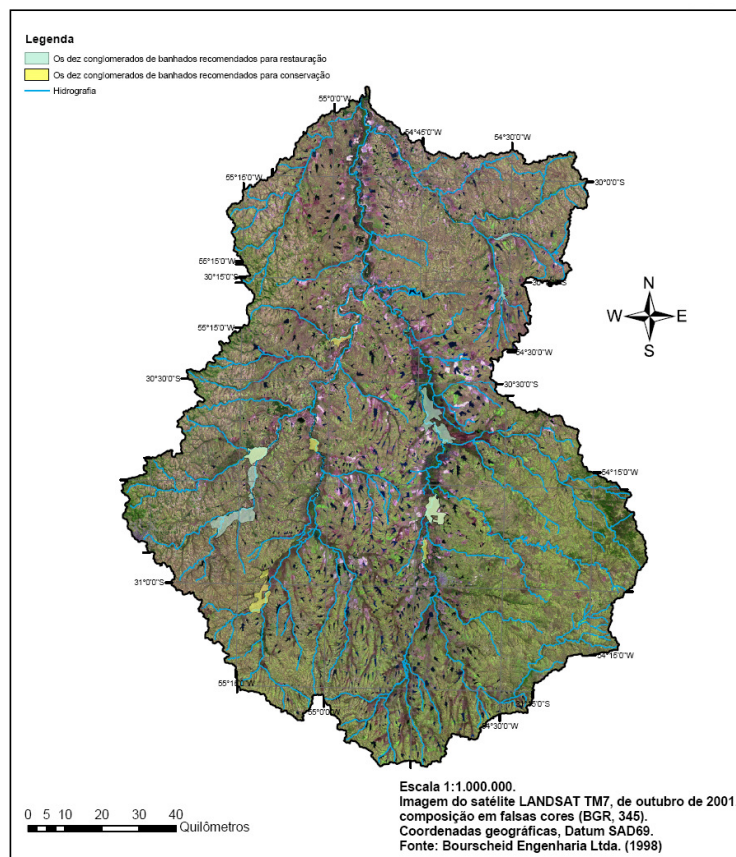 Legenda
Os dez conglomerados de banhados recomendados para restauração
Os dez conglomerados de banhados recomendados para conservação
Hidrografia
55°0'0"W
54°45'0"W
54°30'0"W
55°15'0"W
30°0'0"S
55°15'0"W
30°15'0"S
N
W
E
S
55°15'0"W
54°30'0"W
30°30'0"S
30°30'0"S
54°15'0"W
31°0'0"S
54°15'0"W
55°0'0"W
54°30'0"W
Escala 1:1.000.000.
Imagem do satélite LANDSAT TM7, de outubro de 2001,
composição em falsas cores (BGR, 345).
Coordenadas geográficas, Datum SAD69.
Fonte: Bourscheid Engenharia Ltda. (1998)
0 5 10 20 30 40
Quilômetros